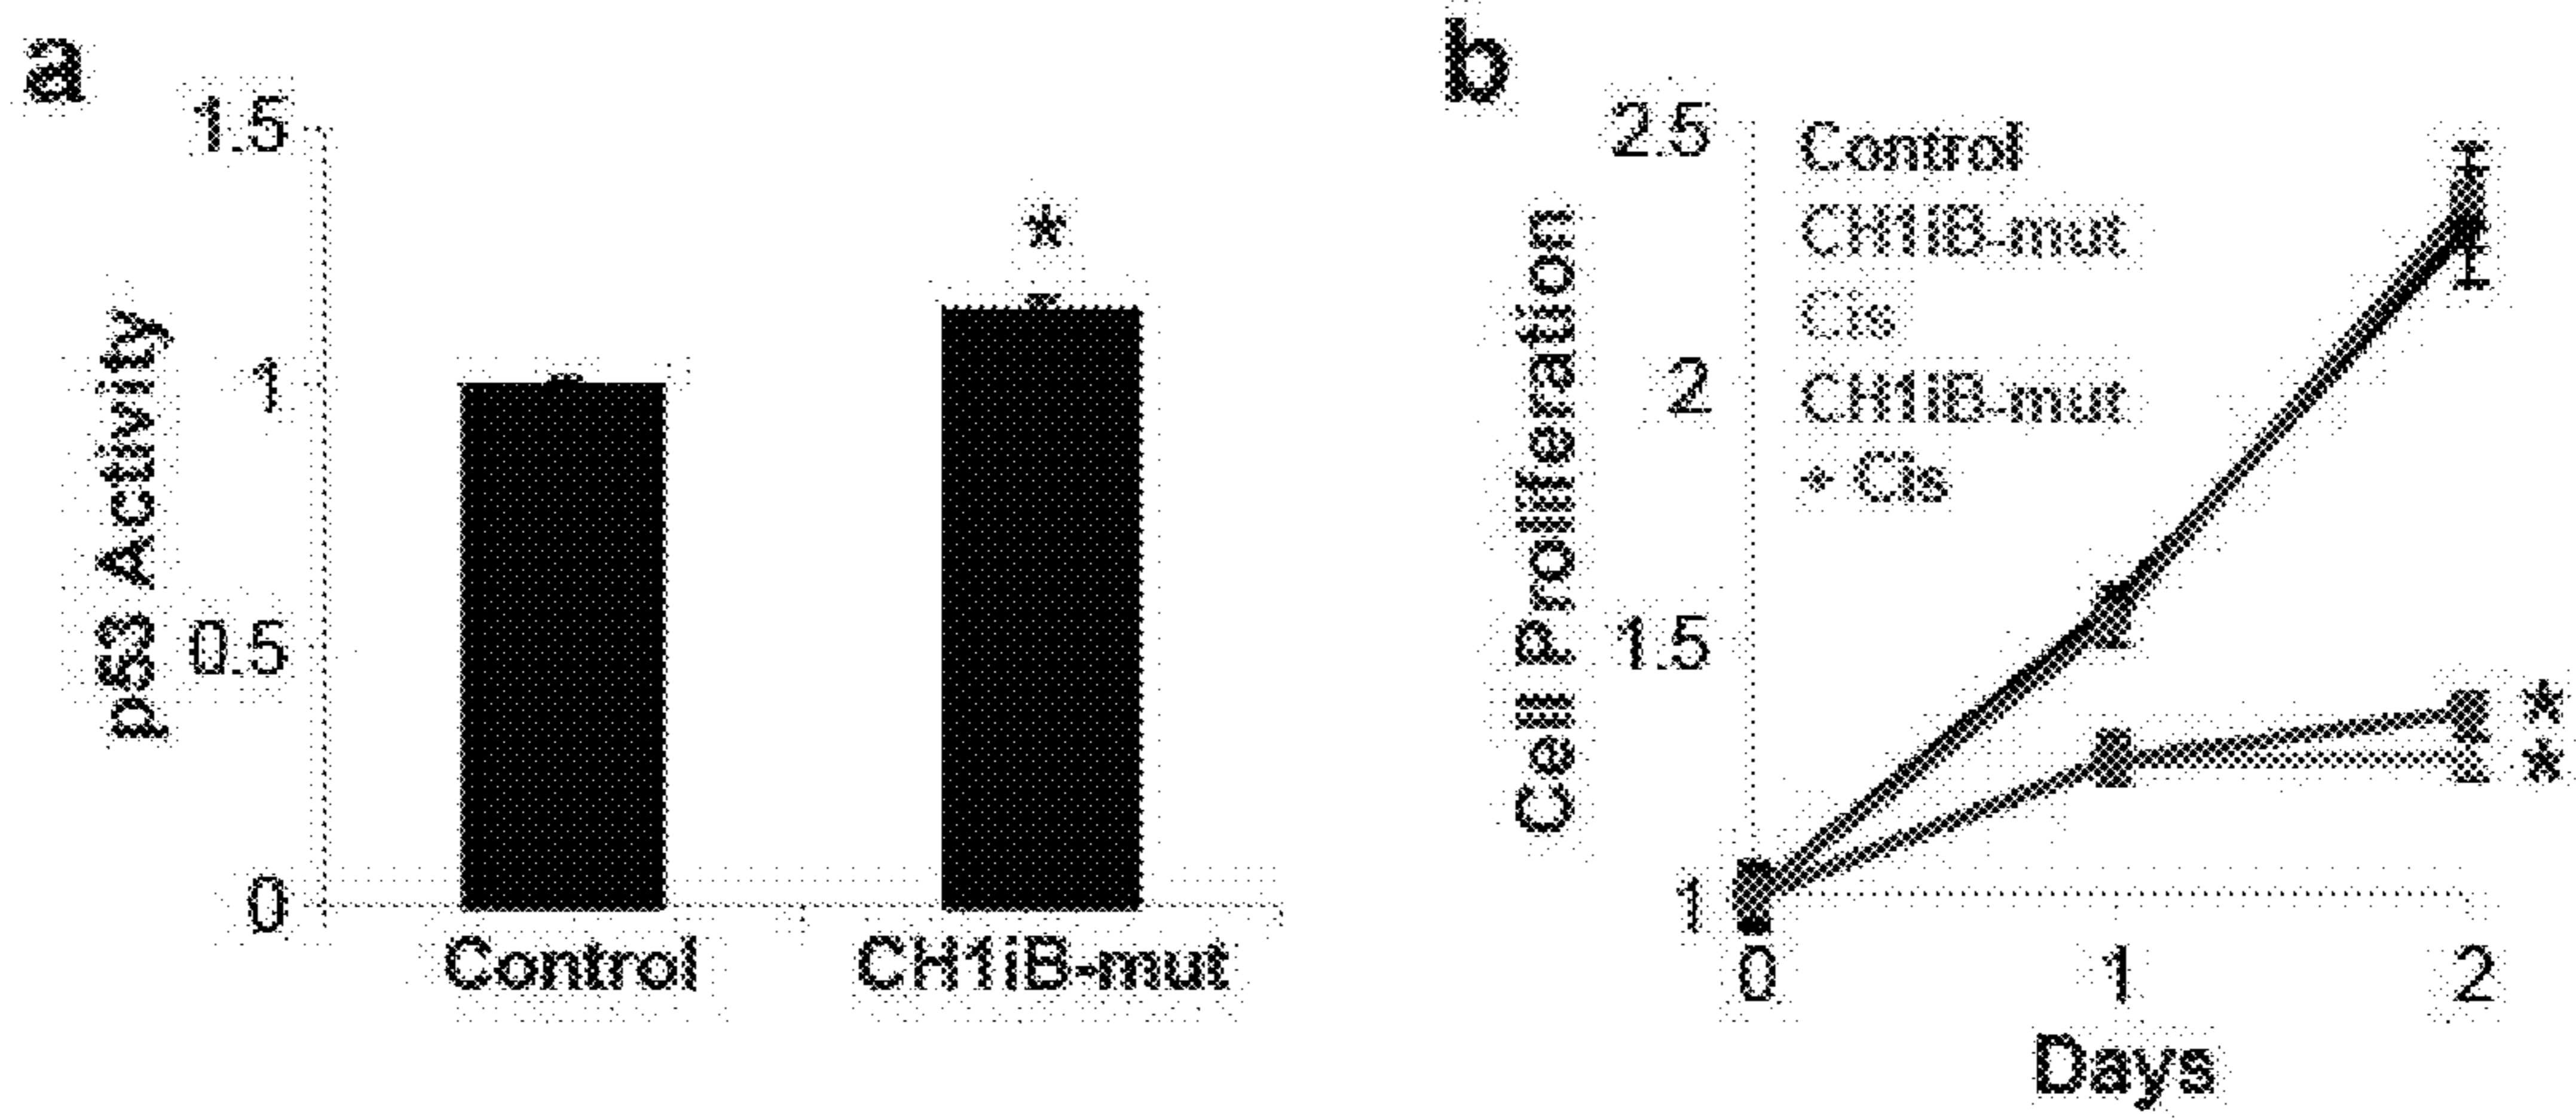 a
1.5
1
0.5
0
p53 Activity
*
Control
CH1iB-mut
b
2.5
2
1.5
1
Cell Proliferation
Control
CH1iB-mut
Cis
CH1iB-mut
+ Cis
*
*
0
1
2
Days